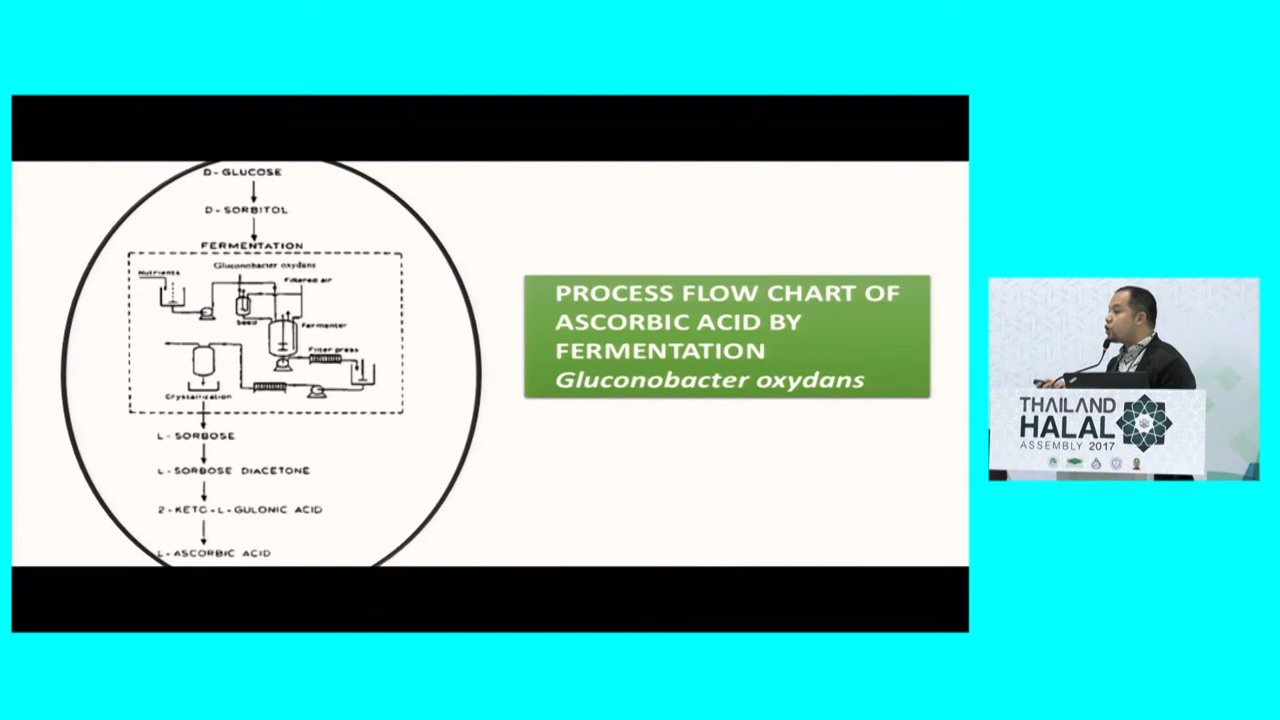 D-GLUCOSE
D-SORBITOL
FERMENTATION
Gluconobacter oxydans
Nutrients
Filtered air
Seed
Fermenter
Filter press
Crystallization
L-SORBOSE
L-SORBOSE DIACETONE
2-KETO-L-GULONIC ACID
L-ASCORBIC ACID
PROCESS FLOW CHART OF
ASCORBIC ACID BY
FERMENTATION
Gluconobacter oxydans
THAILAND
HALAL
ASSEMBLY 2017